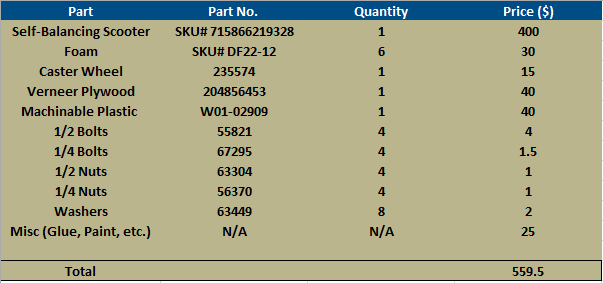 Part Part No. Quantity Price ($)
Self-Balancing Scooter SKU# 715866219328 1 400
Foam SKU# DF22-12 6 30
Caster Wheel 235574 1 15
Verneer Plywood 204856453 1 40
Machinable Plastic W01-02909 1 40
1/2 Bolts 55821 4 4
1/4 Bolts 67295 4 1.5
1/2 Nuts 63304 4 1
1/4 Nuts 56370 4 1
Washers 63449 8 2
Misc (Glue, Paint, etc.) N/A N/A 25
Total 559.5